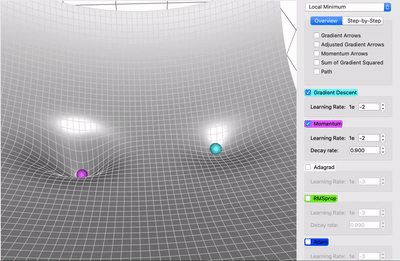 Local Minimum
Overview Step-by-Step
Gradient Arrows
Adjusted Gradient Arrows
Momentum Arrows
Sum of Gradient Squared
Path
Gradient Descent
Learning Rate: 1e -2
Momentum
Learning Rate: 1e -2
Decay rate: 0.900
Adagrad
Learning Rate: 1e -3
RMSprop
Learning Rate: 1e -3
Decay rate: 0.990
Adam